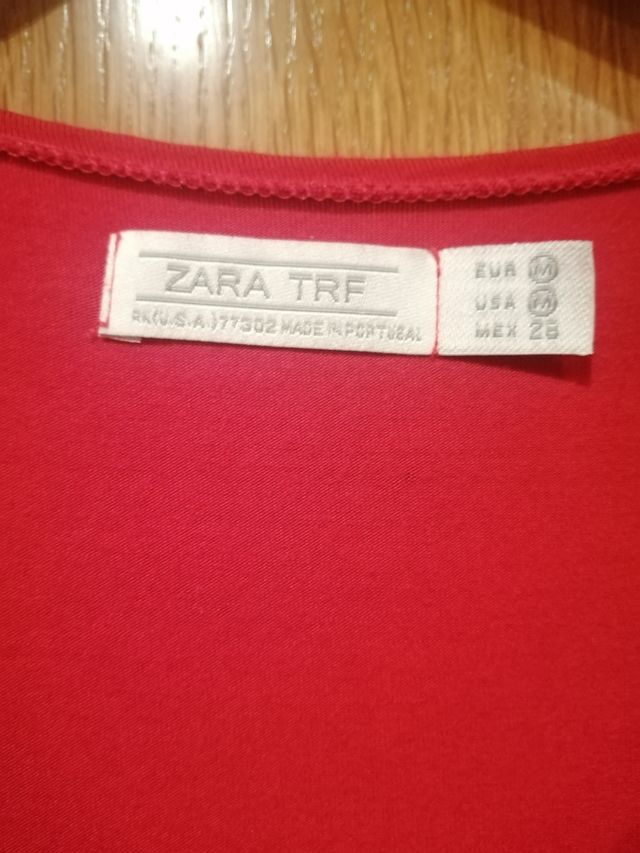 ZARA TRF
RN(U.S.A.)77302 MADE IN PORTUGAL
EUR M
USA M
MEX 28